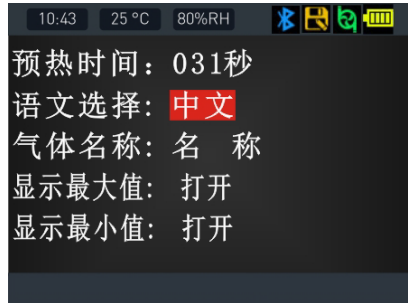 10:43 25°C 80%RH
预热时间：031秒
语文选择：中文
气体名称：名 称
显示最大值：打开
显示最小值：打开